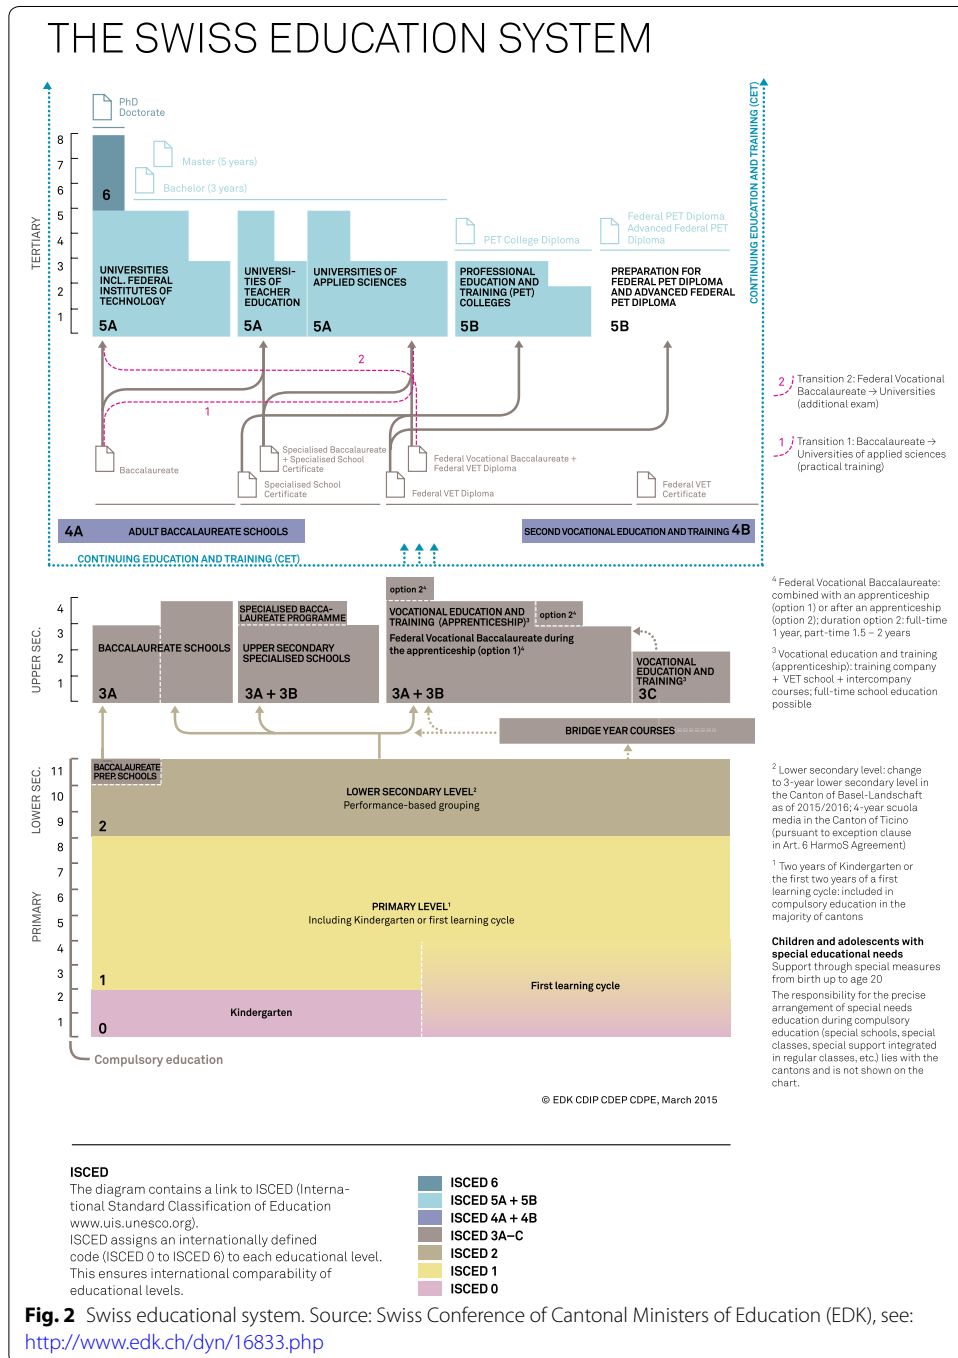 THE SWISS EDUCATION SYSTEM
PhD
Doctorate
Master (5 years)
Bachelor (3 years)
PET College Diploma
Federal PET Diploma
Advanced Federal PET
Diploma
CONTINUING EDUCATION AND TRAINING (CET)
TERTIARY
8
7
6
5
4
3
2
1
6
UNIVERSITIES
INCL. FEDERAL
INSTITUTES OF
TECHNOLOGY
5A
UNIVERSI-
TIES OF
TEACHER
EDUCATION
5A
UNIVERSITIES OF
APPLIED SCIENCES
5A
PROFESSIONAL
EDUCATION AND
TRAINING (PET)
COLLEGES
5B
PREPARATION FOR
FEDERAL PET DIPLOMA
AND ADVANCED FEDERAL
PET DIPLOMA
5B
2
1
2 Transition 2: Federal Vocational
Baccalaureate → Universities
(additional exam)
1 Transition 1: Baccalaureate →
Universities of applied sciences
(practical training)
Baccalaureate
Specialised Baccalaureate
+ Specialised School
Certificate
Specialised School
Certificate
Federal Vocational Baccalaureate +
Federal VET Diploma
Federal VET Diploma
Federal VET
Certificate
4A ADULT BACCALAUREATE SCHOOLS
SECOND VOCATIONAL EDUCATION AND TRAINING 4B
CONTINUING EDUCATION AND TRAINING (CET)
UPPER SEC.
4
3
2
1
BACCALAUREATE SCHOOLS
3A
SPECIALISED BACCA-
LAUREATE PROGRAMME
UPPER SECONDARY
SPECIALISED SCHOOLS
3A + 3B
option 2⁴
VOCATIONAL EDUCATION AND
TRAINING (APPRENTICESHIP)³
option 2⁴
Federal Vocational Baccalaureate during
the apprenticeship (option 1)⁴
3A + 3B
VOCATIONAL
EDUCATION AND
TRAINING³
3C
BRIDGE YEAR COURSES
⁴ Federal Vocational Baccalaureate:
combined with an apprenticeship
(option 1) or after an apprenticeship
(option 2); duration option 2: full-time
1 year, part-time 1.5 – 2 years
³ Vocational education and training
(apprenticeship): training company
+ VET school + intercompany
courses; full-time school education
possible
LOWER SEC.
11
10
9
BACCALAUREATE
PREP. SCHOOLS
LOWER SECONDARY LEVEL²
Performance-based grouping
2
PRIMARY
8
7
6
5
4
3
2
1
PRIMARY LEVEL¹
Including Kindergarten or first learning cycle
1
Kindergarten
0
First learning cycle
Compulsory education
² Lower secondary level: change
to 3-year lower secondary level in
the Canton of Basel-Landschaft
as of 2015/2016; 4-year scuola
media in the Canton of Ticino
(pursuant to exception clause
in Art. 6 HarmoS Agreement)
¹ Two years of Kindergarten or
the first two years of a first
learning cycle: included in
compulsory education in the
majority of cantons
Children and adolescents with
special educational needs
Support through special measures
from birth up to age 20
The responsibility for the precise
arrangement of special needs
education during compulsory
education (special schools, special
classes, special support integrated
in regular classes, etc.) lies with the
cantons and is not shown on the
chart.
© EDK CDIP CDEP CDPE, March 2015
ISCED
The diagram contains a link to ISCED (Interna-
tional Standard Classification of Education
www.uis.unesco.org).
ISCED assigns an internationally defined
code (ISCED 0 to ISCED 6) to each educational level.
This ensures international comparability of
educational levels.
ISCED 6
ISCED 5A + 5B
ISCED 4A + 4B
ISCED 3A–C
ISCED 2
ISCED 1
ISCED 0
Fig. 2 Swiss educational system. Source: Swiss Conference of Cantonal Ministers of Education (EDK), see:
http://www.edk.ch/dyn/16833.php